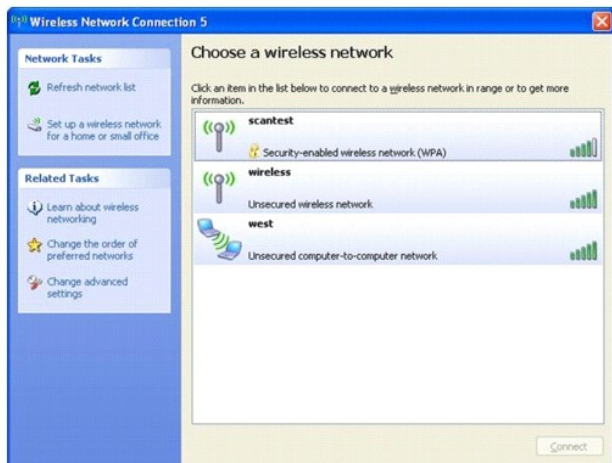 Wireless Network Connection 5
Network Tasks
Refresh network list
Set up a wireless network
for a home or small office
Related Tasks
Learn about wireless
networking
Change the order of
preferred networks
Change advanced
settings
Choose a wireless network
Click an item in the list below to connect to a wireless network in range or to get more
information.
scantest
Security-enabled wireless network (WPA)
wireless
Unsecured wireless network
west
Unsecured computer-to-computer network
Connect